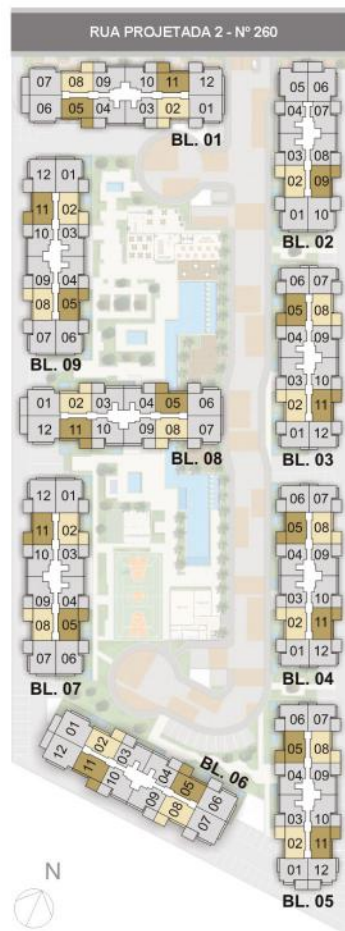 RUA PROJETADA 2 - Nº 260
07 08 09 10 11 12
06 05 04 03 02 01
BL. 01
05 06
04 07
03 08
02 09
01 10
BL. 02
12 01
11 02
10 03
09 04
08 05
07 06
BL. 09
06 07
05 08
04 09
03 10
02 11
01 12
BL. 03
01 02 03 04 05 06
12 11 10 09 08 07
BL. 08
12 01
11 02
10 03
09 04
08 05
07 06
BL. 07
06 07
05 08
04 09
03 10
02 11
01 12
BL. 04
01 02 03 04 05 06
12 11 10 09 08 07
BL. 06
06 07
05 08
04 09
03 10
02 11
01 12
BL. 05
N